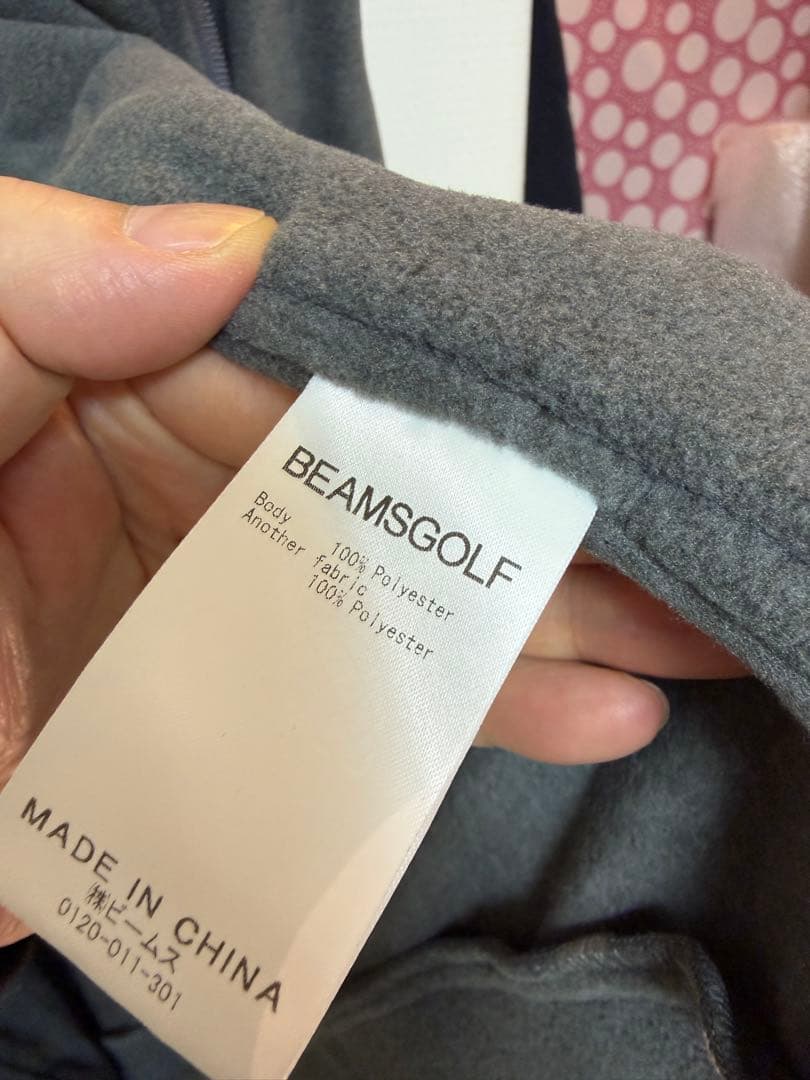 BEAMSGOLF
Body
100% Polyester
Another fabric
100% Polyester
MADE IN CHINA
㈱ビームス
0120-011-301